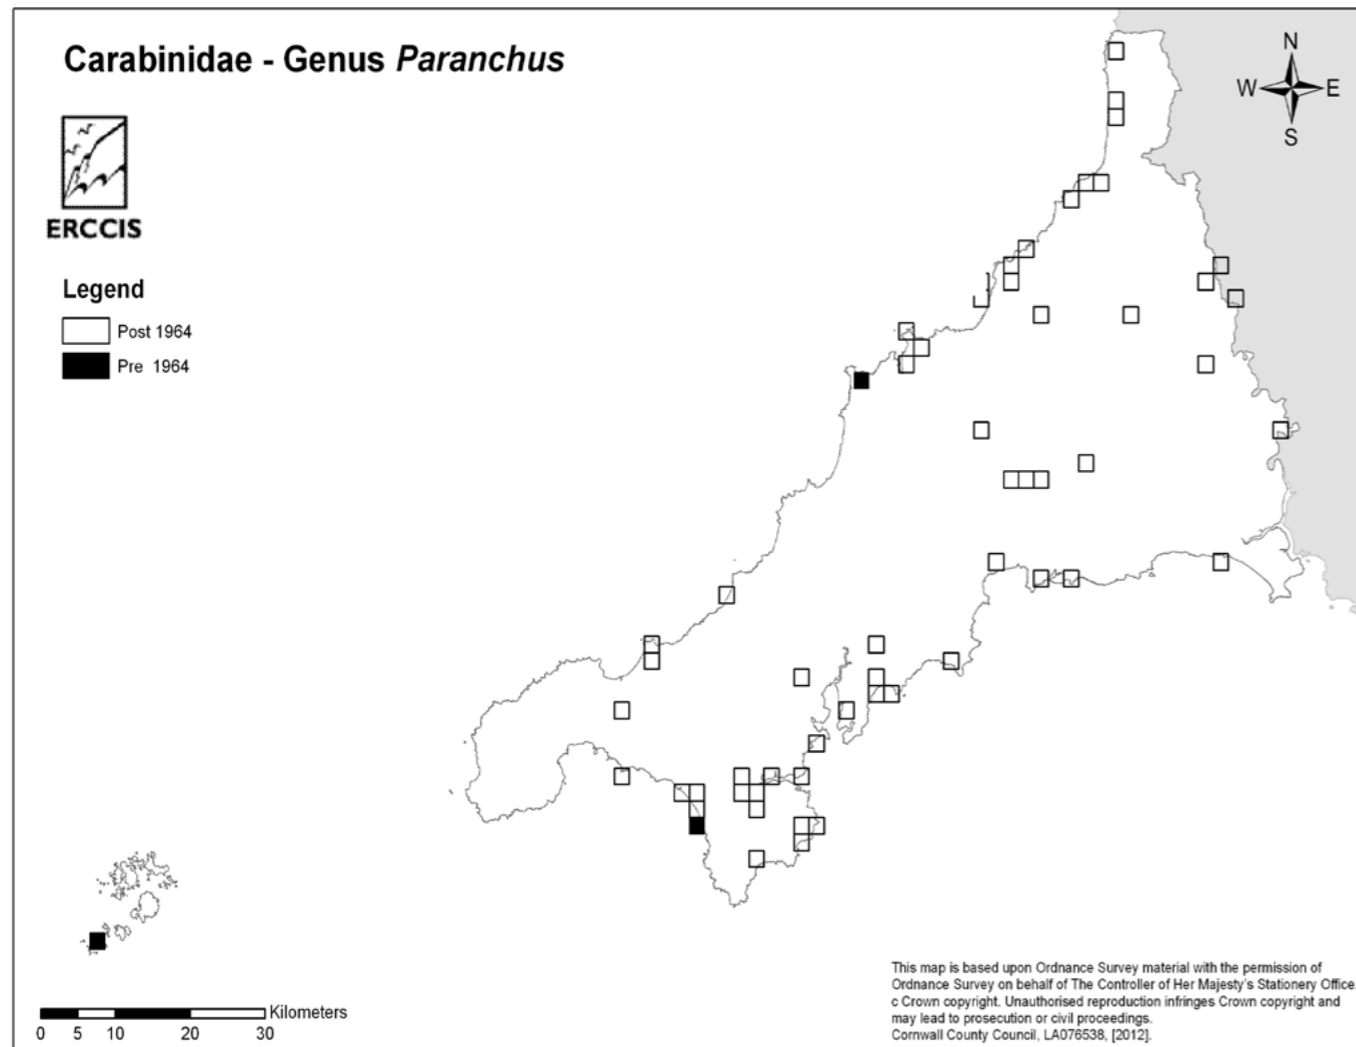 Carabinidae - Genus Paranchus
N
W E
S
ERCCIS
Legend
Post 1964
Pre 1964
Kilometers
0 5 10 20 30
This map is based upon Ordnance Survey material with the permission of
Ordnance Survey on behalf of The Controller of Her Majesty's Stationery Office.
c Crown copyright. Unauthorised reproduction infringes Crown copyright and
may lead to prosecution or civil proceedings.
Cornwall County Council, LA076538, [2012].